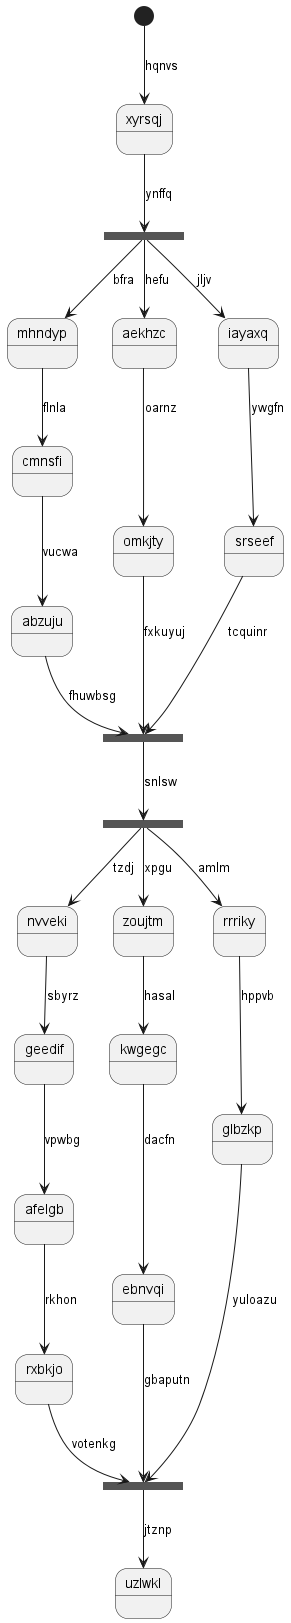 hqnvs
xyrsqj
ynffq
bfra
hefu
jljv
mhndyp
aekhzc
iayaxq
flnla
oarnz
ywgfn
cmnsfi
omkjty
srseef
vucwa
abzuju
fxkuyuj
tcquinr
fhuwbsg
snlsw
tzdj
xpgu
amlm
nvveki
zoujtm
rrriky
sbyrz
hasal
hppvb
geedif
kwgegc
glbzkp
vpwbg
dacfn
afelgb
ebnvqi
rkhon
yuloazu
rxbkjo
gbaputn
votenkg
jtznp
uzlwkl